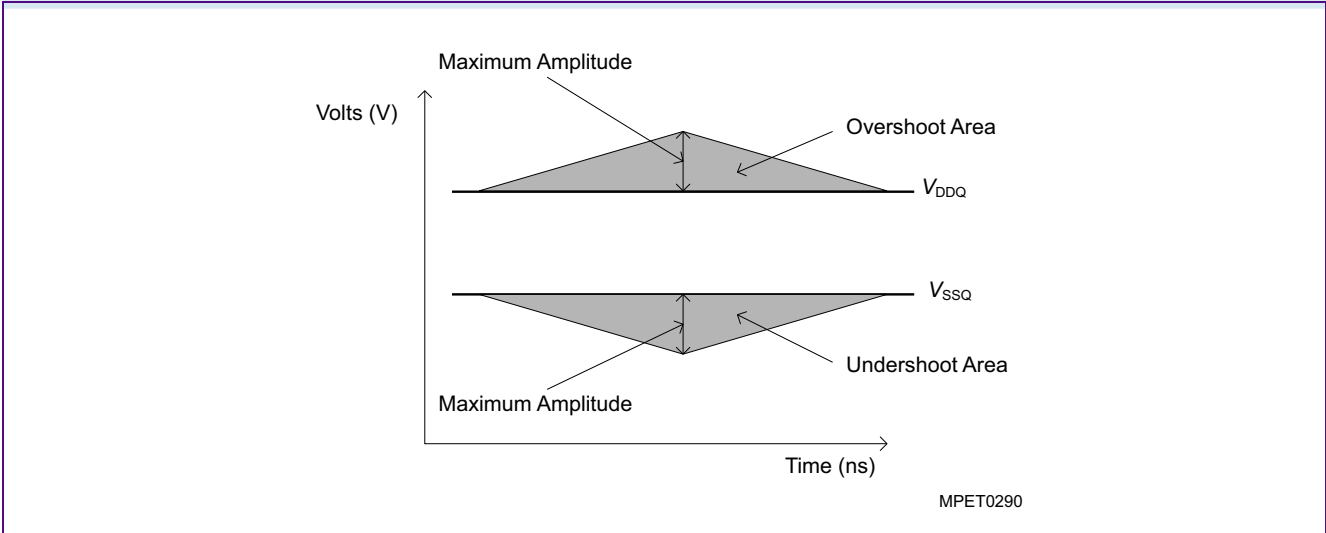 Maximum Amplitude
Volts (V)
Overshoot Area
VDDQ
VSSQ
Undershoot Area
Maximum Amplitude
Time (ns)
MPET0290